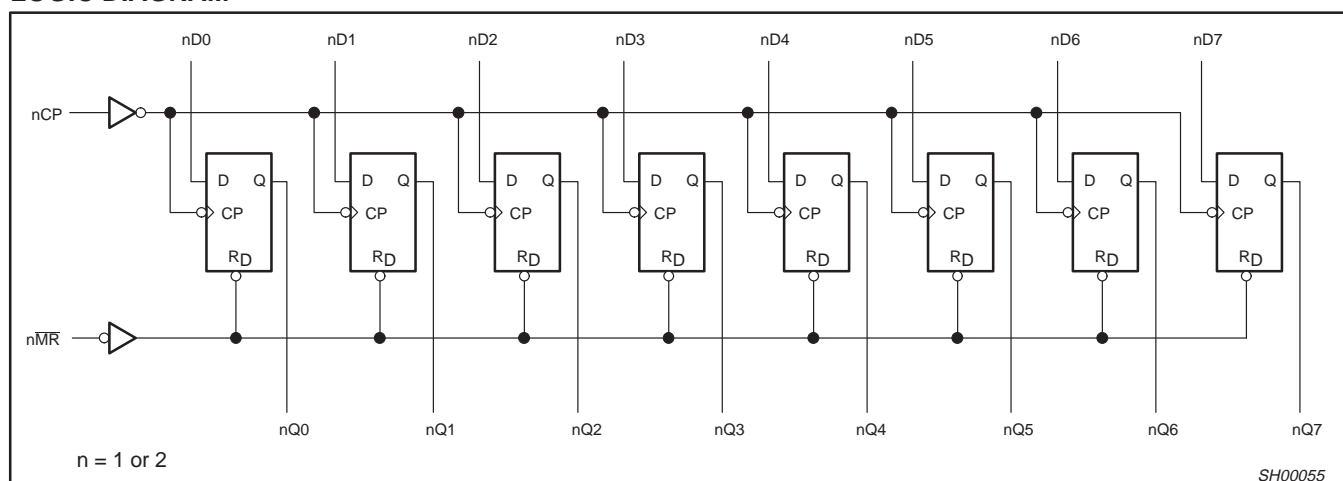 nD0 nD1 nD2 nD3 nD4 nD5 nD6 nD7
nCP
D Q D Q D Q D Q D Q D Q D Q D Q
CP CP CP CP CP CP CP CP
RD RD RD RD RD RD RD RD
nMR
nQ0 nQ1 nQ2 nQ3 nQ4 nQ5 nQ6 nQ7
n = 1 or 2
SH00055